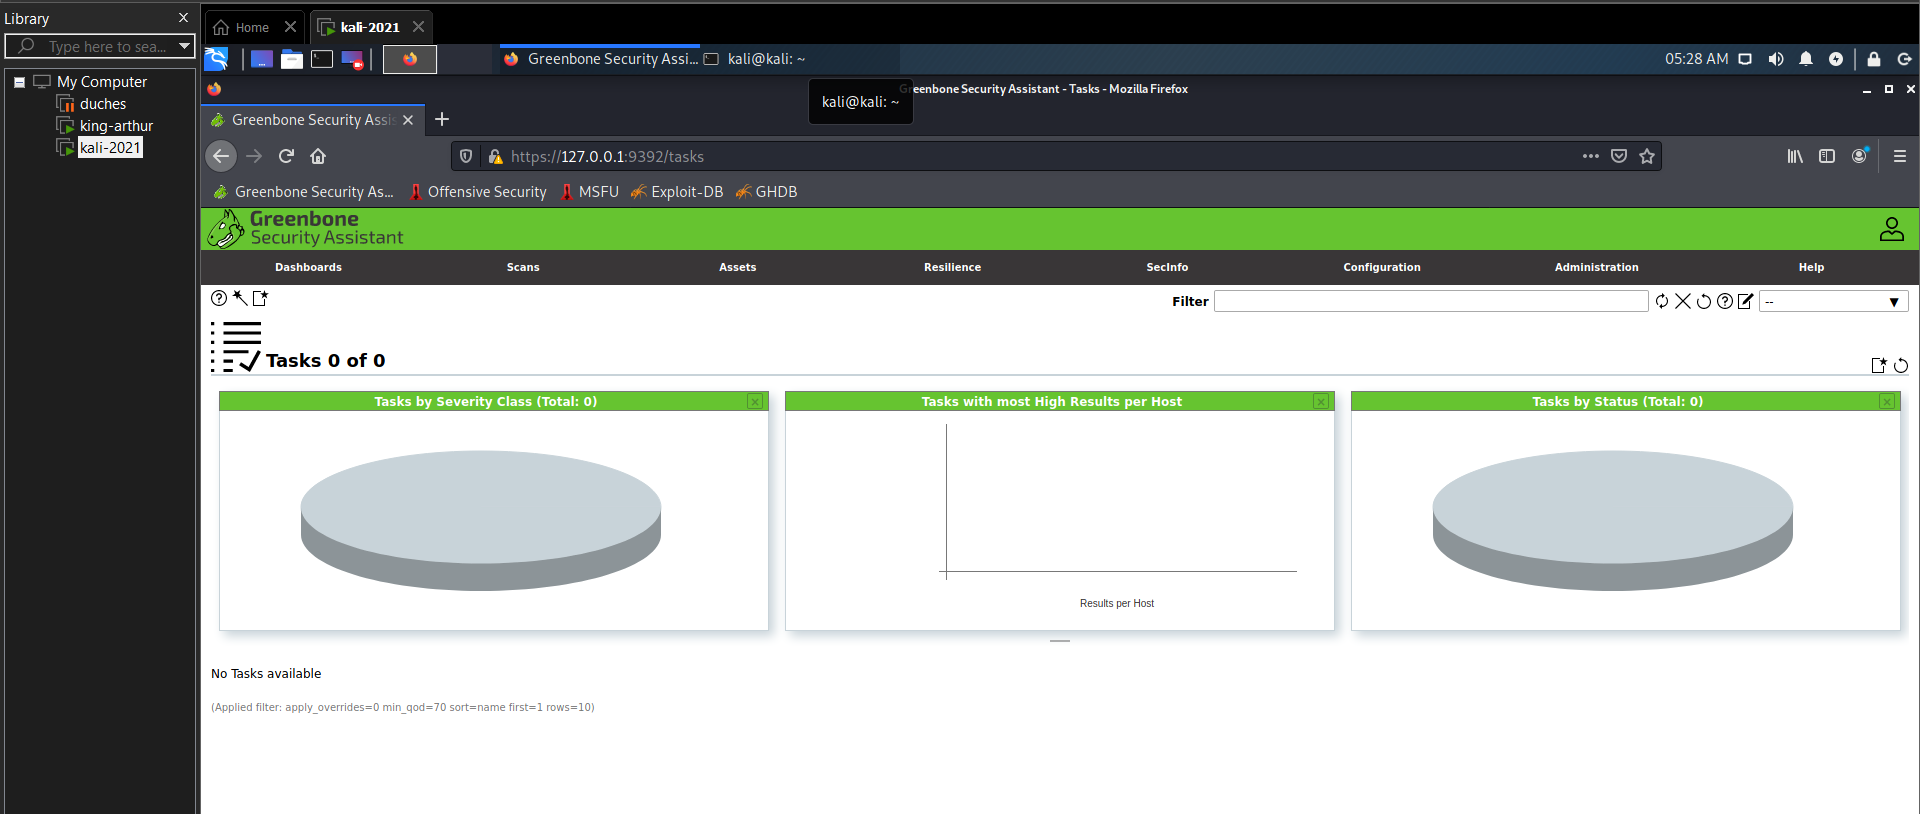 Library
X
Home
kali-2021
Type here to sea...
My Computer
duches
king-arthur
kali-2021
Greenbone Security Assi...
kali@kali: ~
05:28 AM
Greenbone Security Assistant - Tasks - Mozilla Firefox
kali@kali: ~
Greenbone Security Assis
https://127.0.0.1:9392/tasks
Greenbone Security As...
Offensive Security
MSFU
Exploit-DB
GHDB
Greenbone
Security Assistant
Dashboards
Scans
Assets
Resilience
SecInfo
Configuration
Administration
Help
Filter
--
Tasks 0 of 0
Tasks by Severity Class (Total: 0)
Tasks with most High Results per Host
Tasks by Status (Total: 0)
Results per Host
No Tasks available
(Applied filter: apply_overrides=0 min_qod=70 sort=name first=1 rows=10)